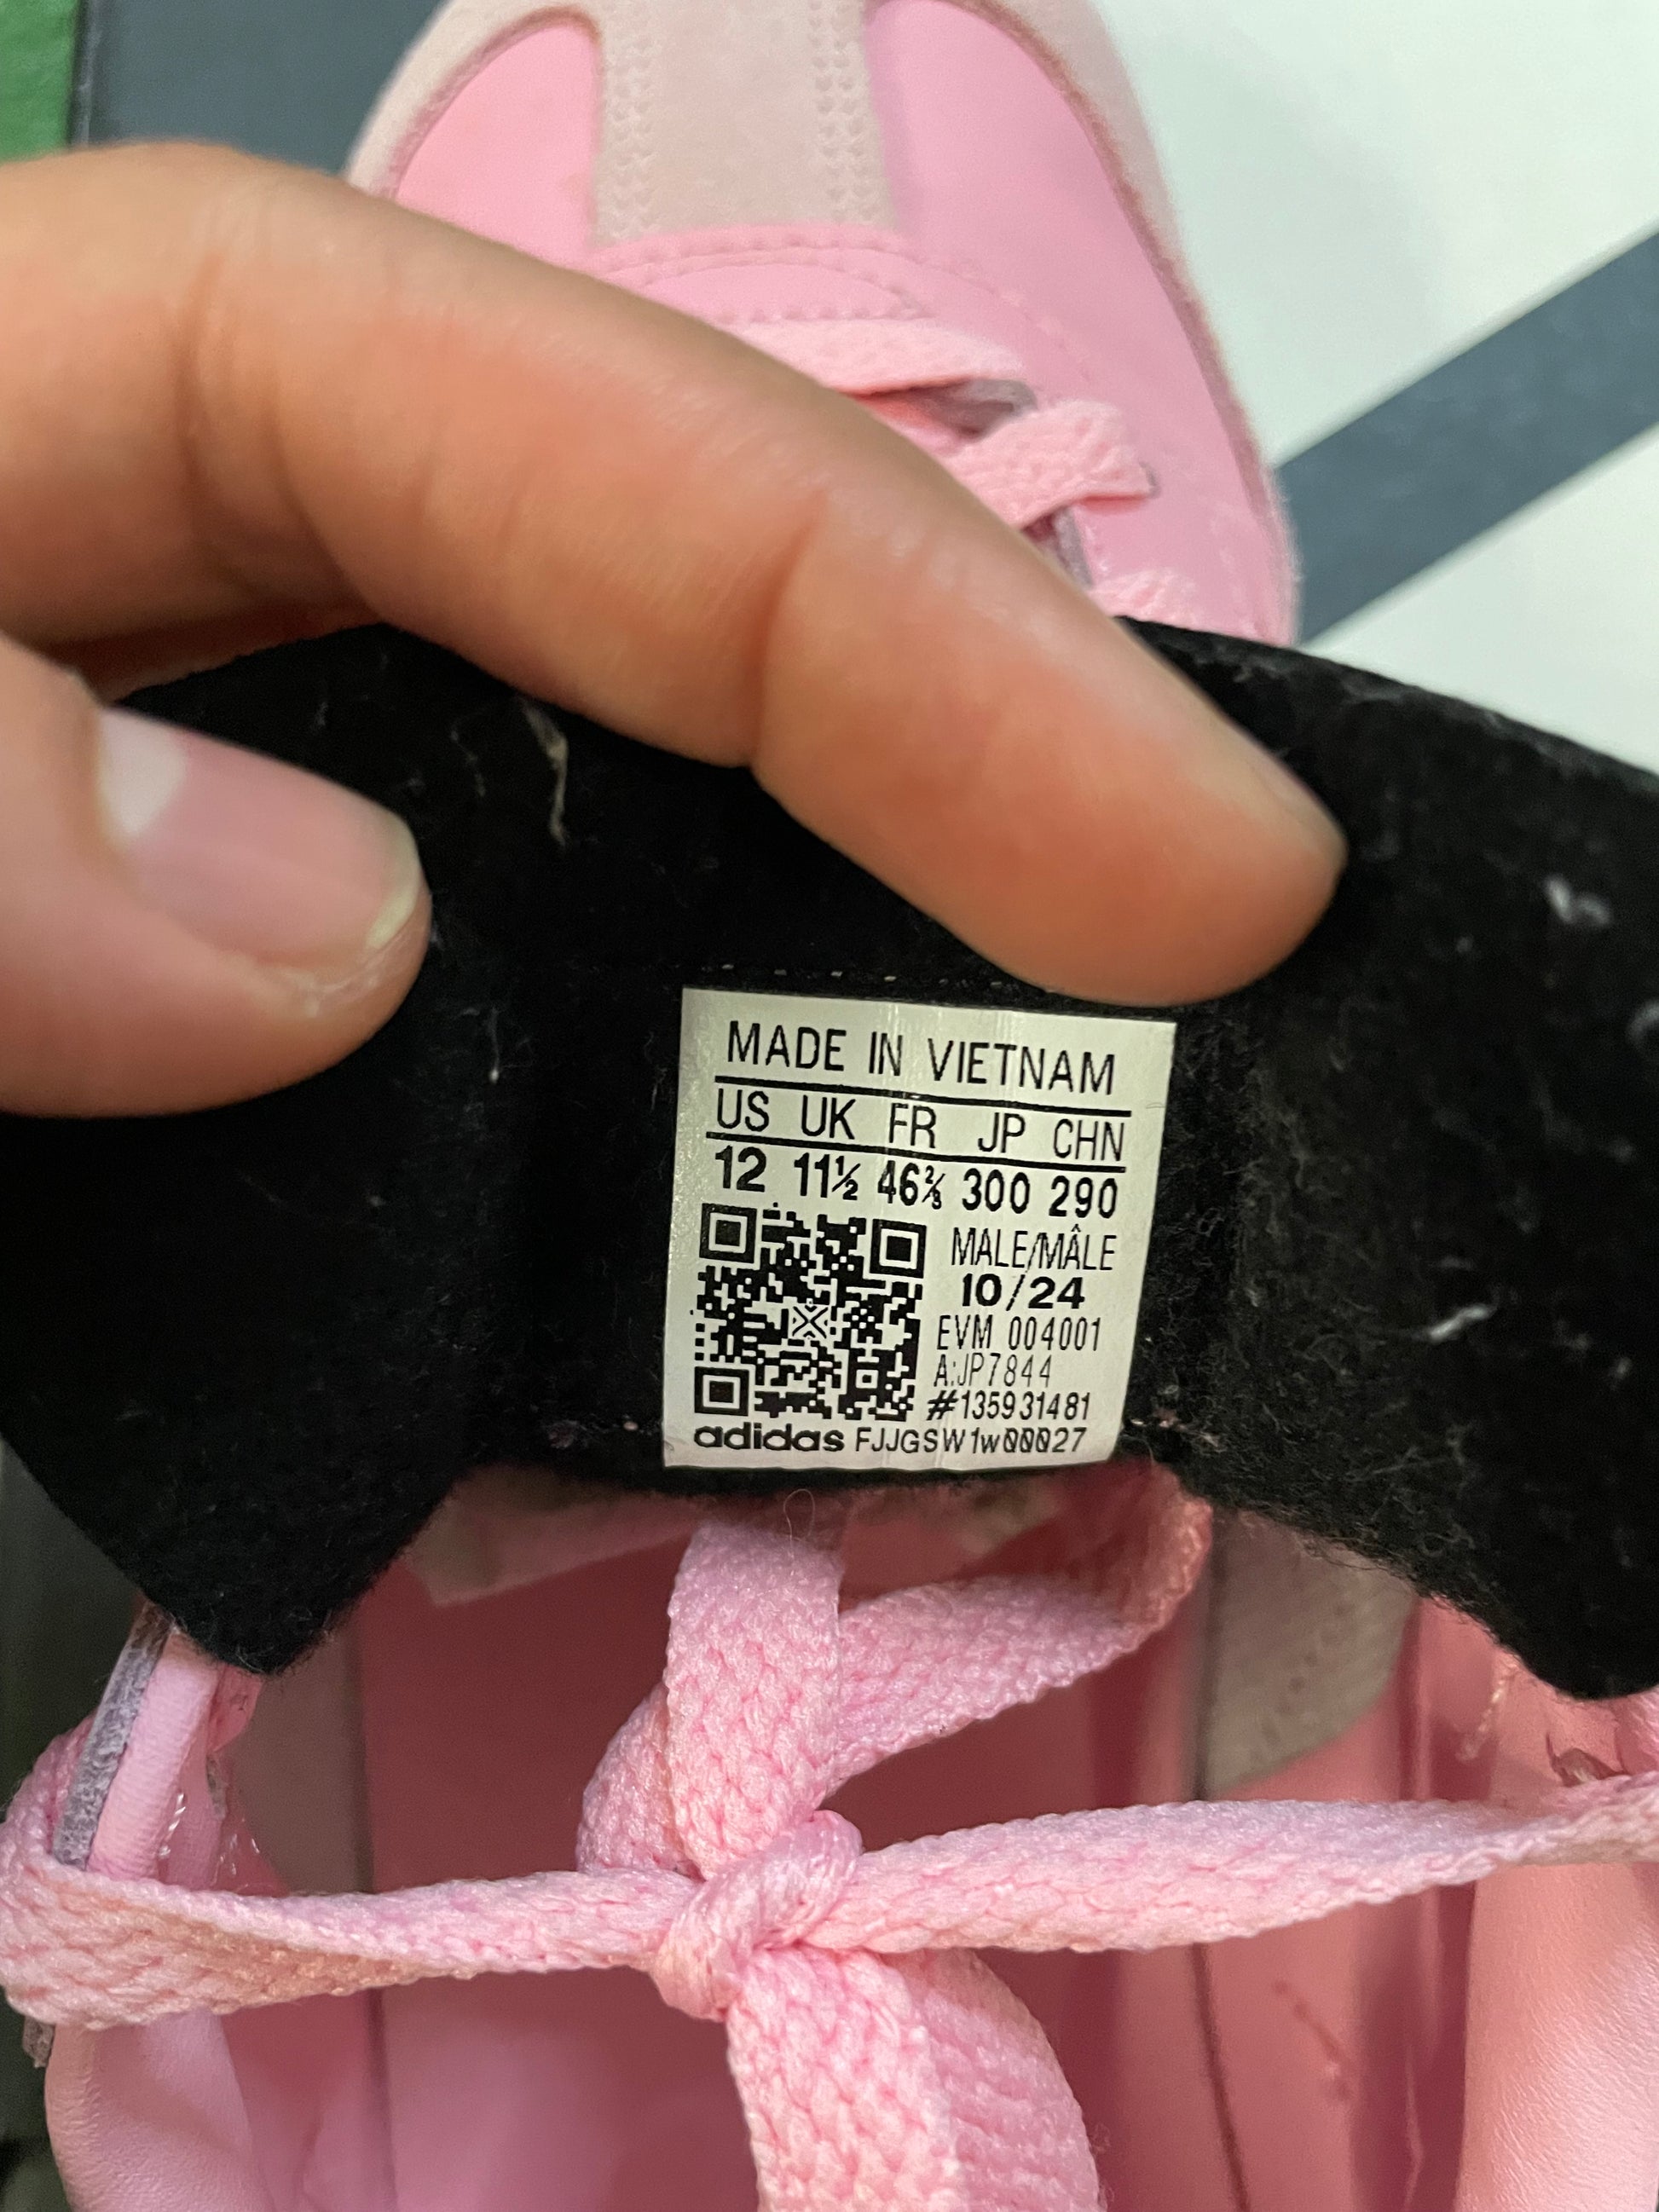 MADE IN VIETNAM
US UK FR JP CHN
12 11½ 46⅔ 300 290
MALE/MÂLE
10/24
EVM 004001
A:JP7844
#135931481
adidas FJJGSW1w00027